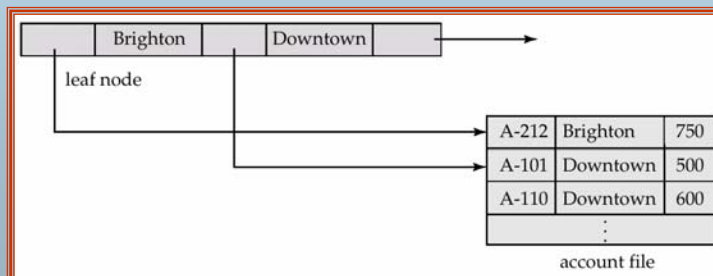 Brighton Downtown
leaf node
A-212 Brighton 750
A-101 Downtown 500
A-110 Downtown 600
⋮
account file